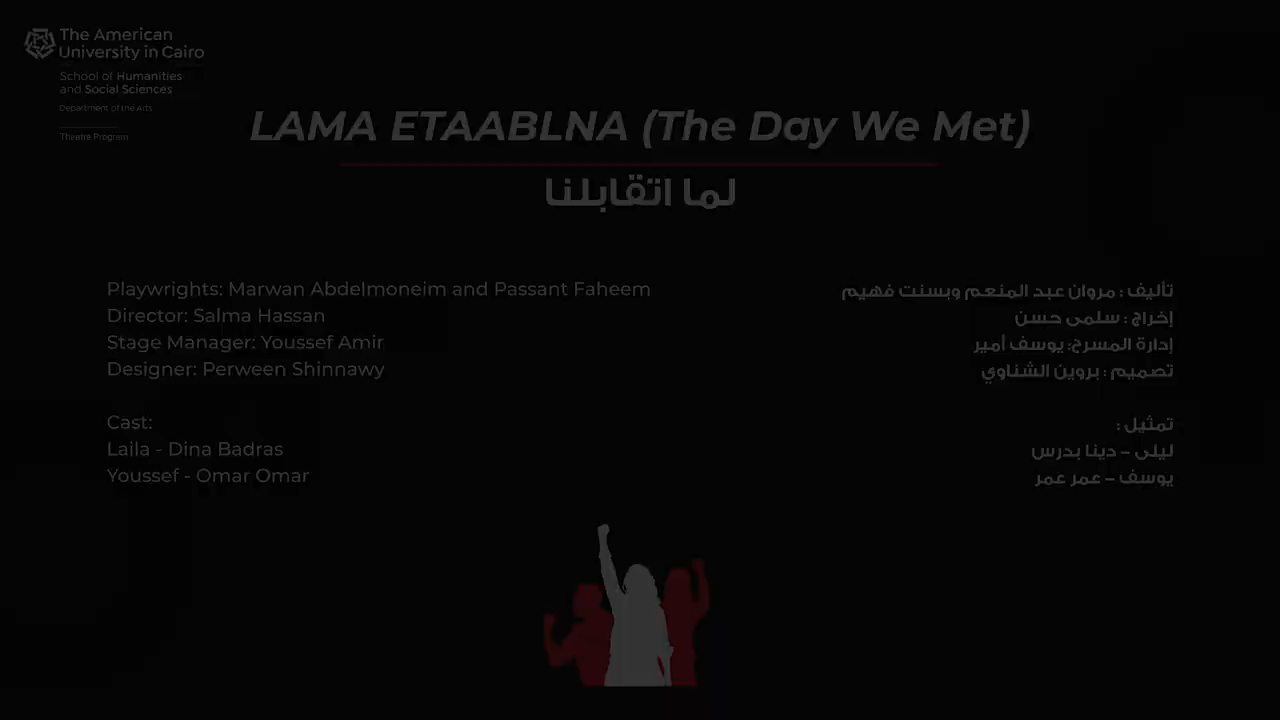 The American
University in Cairo
School of Humanities
and Social Sciences
Department of the Arts
Theatre Program
LAMA ETAABLNA (The Day We Met)
لما اتقابلنا
Playwrights: Marwan Abdelmoneim and Passant Faheem
Director: Salma Hassan
Stage Manager: Youssef Amir
Designer: Perween Shinnawy
Cast:
Laila - Dina Badras
Youssef - Omar Omar
تأليف : مروان عبد المنعم وبسنت فهيم
إخراج : سلمى حسن
إدارة المسرح: يوسف أمير
تصميم : بروين الشناوي
تمثيل :
ليلى – دينا بدرس
يوسف – عمر عمر